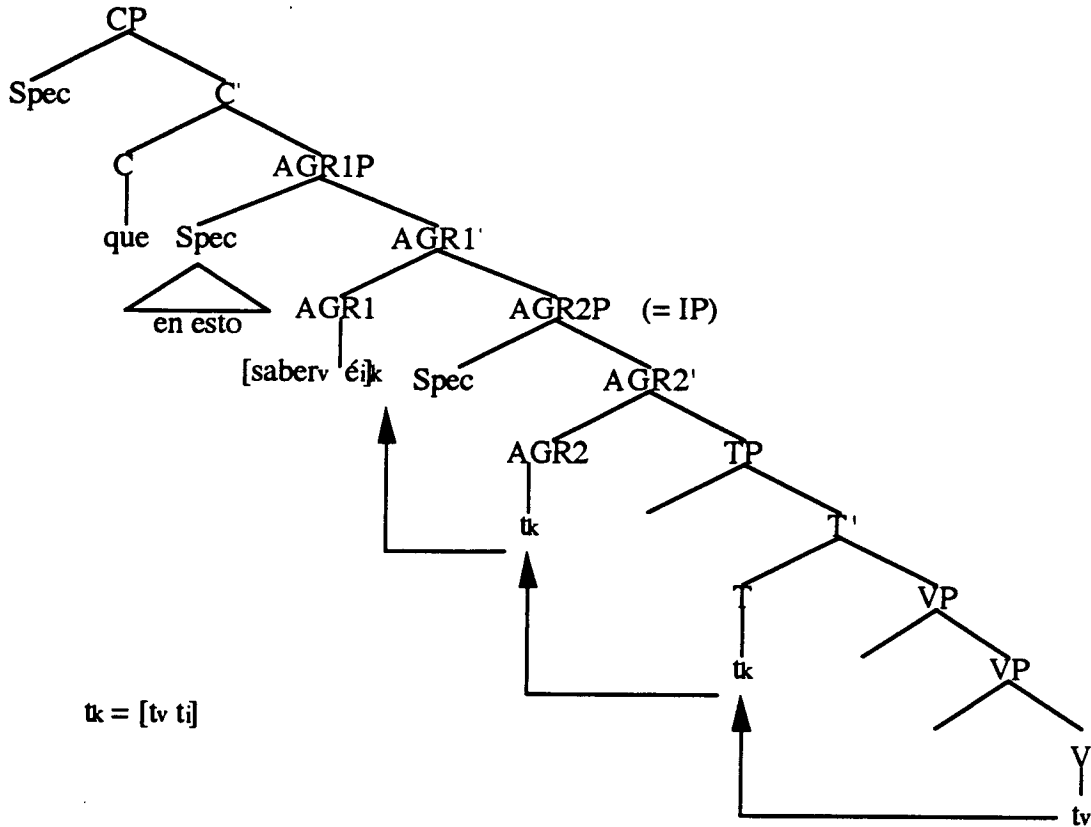 CP
Spec C'
C AGR1P
que Spec AGR1'
en esto AGR1 AGR2P (= IP)
[saberv éi]k Spec AGR2'
AGR2 TP
tk T'
T VP
tk VP
tk = [tv ti]
V
tv